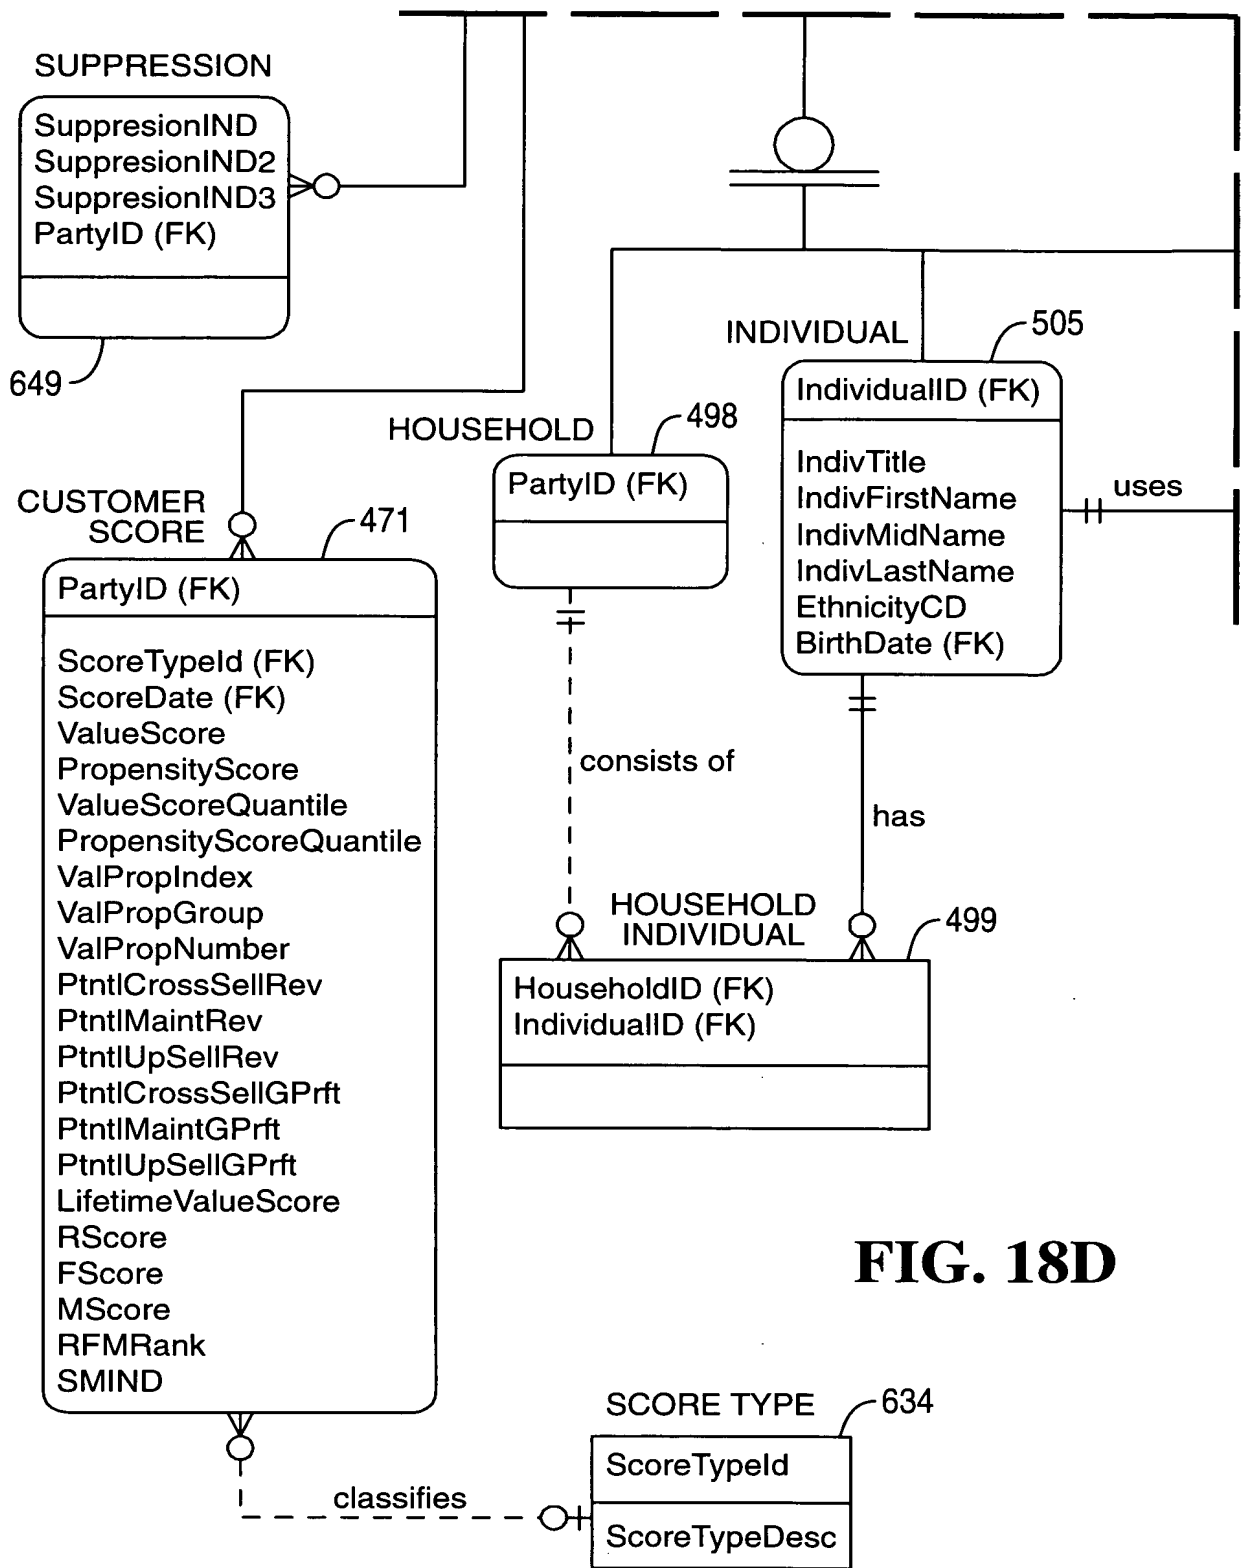 SUPPRESSION
SuppresionIND
SuppresionIND2
SuppresionIND3
PartyID (FK)
649
INDIVIDUAL
505
IndividualID (FK)
IndivTitle
IndivFirstName
IndivMidName
IndivLastName
EthnicityCD
BirthDate (FK)
uses
HOUSEHOLD
498
PartyID (FK)
CUSTOMER
SCORE
471
PartyID (FK)
ScoreTypeId (FK)
ScoreDate (FK)
ValueScore
PropensityScore
ValueScoreQuantile
PropensityScoreQuantile
ValPropIndex
ValPropGroup
ValPropNumber
PtntlCrossSellRev
PtntlMaintRev
PtntlUpSellRev
PtntlCrossSellGPrft
PtntlMaintGPrft
PtntlUpSellGPrft
LifetimeValueScore
RScore
FScore
MScore
RFMRank
SMIND
consists of
has
HOUSEHOLD
INDIVIDUAL
499
HouseholdID (FK)
IndividualID (FK)
FIG. 18D
SCORE TYPE
634
ScoreTypeId
ScoreTypeDesc
classifies